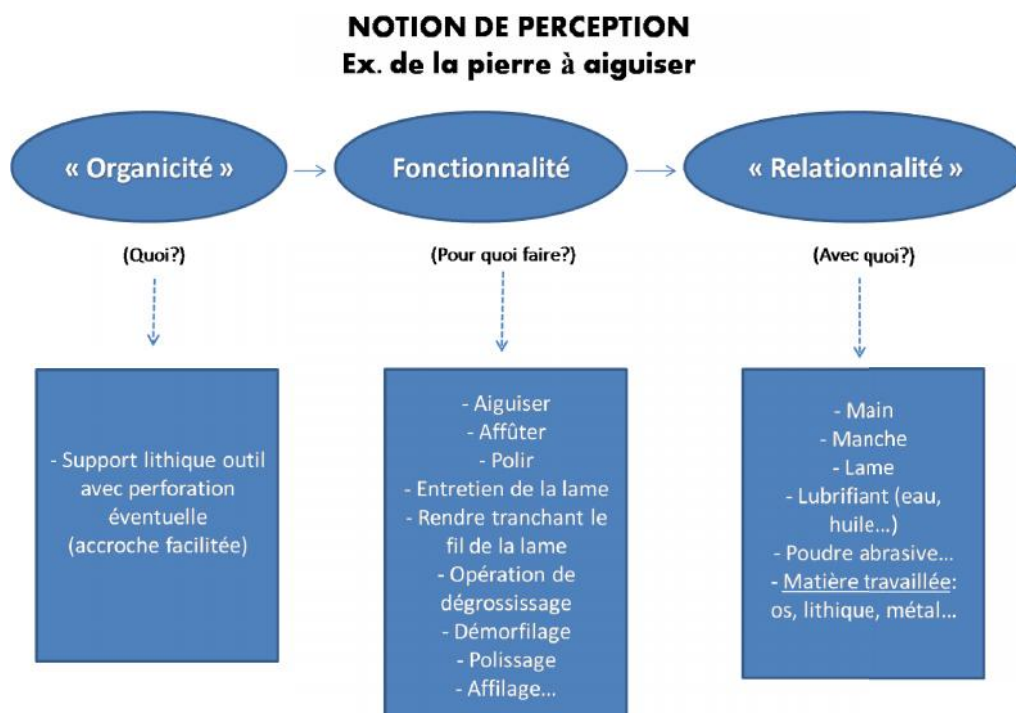 NOTION DE PERCEPTION
Ex. de la pierre à aiguiser
« Organicité »
Fonctionnalité
« Relationnalité »
(Quoi?)
(Pour quoi faire?)
(Avec quoi?)
- Support lithique outil
avec perforation
éventuelle
(accroche facilitée)
- Aiguiser
- Affûter
- Polir
- Entretien de la lame
- Rendre tranchant le
fil de la lame
- Opération de
dégrossissage
- Démorfilage
- Polissage
- Affilage...
- Main
- Manche
- Lame
- Lubrifiant (eau,
huile...)
- Poudre abrasive...
- Matière travaillée:
os, lithique, métal...